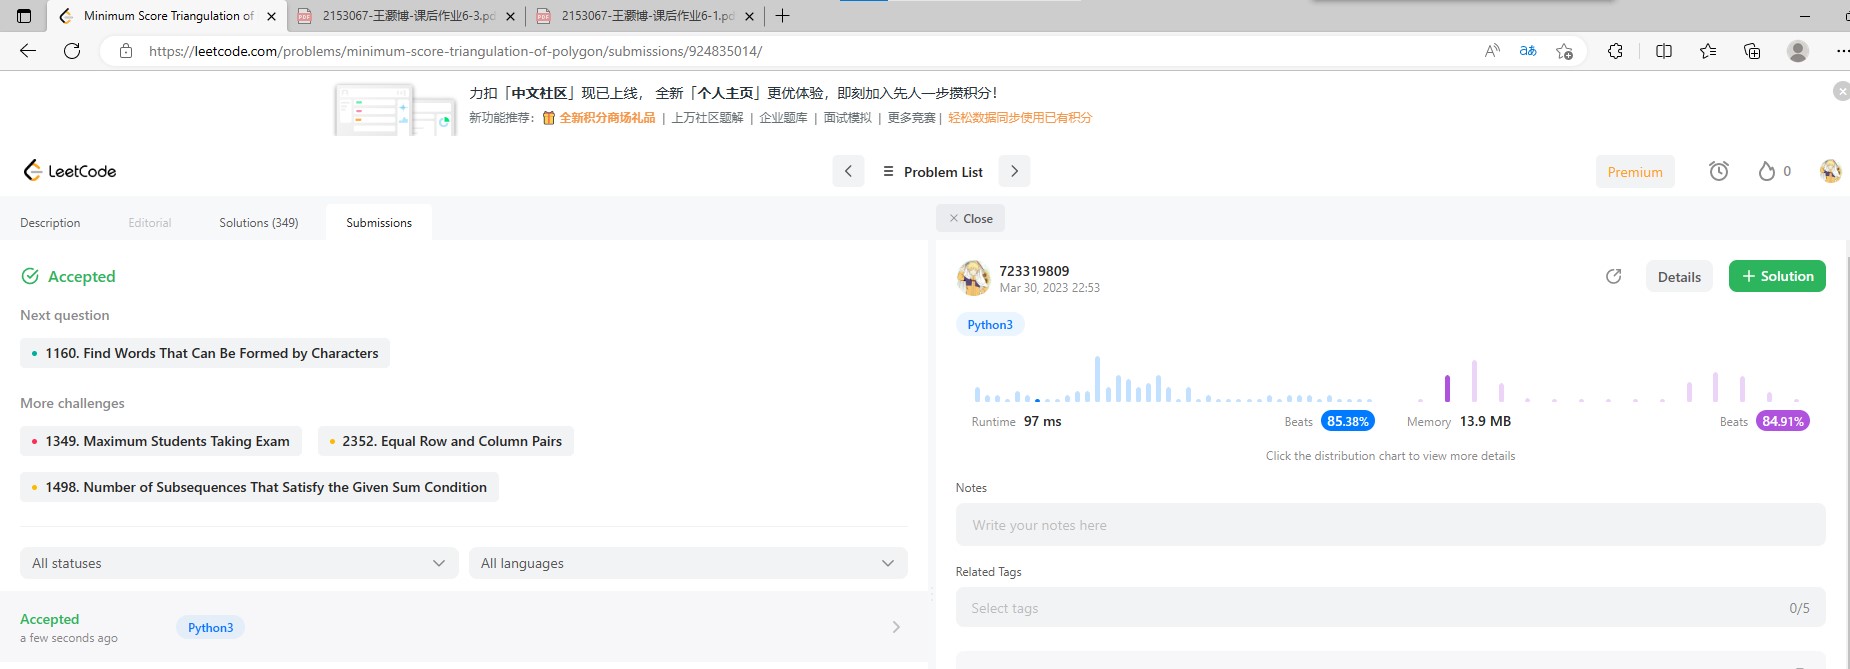 Minimum Score Triangulation of
2153067-王灏博-课后作业6-3.pd
2153067-王灏博-课后作业6-1.pd
https://leetcode.com/problems/minimum-score-triangulation-of-polygon/submissions/924835014/
力扣「中文社区」现已上线， 全新「个人主页」更优体验，即刻加入先人一步攒积分！
新功能推荐： 全新积分商场礼品 | 上万社区题解 | 企业题库 | 面试模拟 | 更多竞赛 | 轻松数据同步使用已有积分
LeetCode
Problem List
Premium
0
Description
Editorial
Solutions (349)
Submissions
Close
Accepted
Next question
1160. Find Words That Can Be Formed by Characters
More challenges
1349. Maximum Students Taking Exam
2352. Equal Row and Column Pairs
1498. Number of Subsequences That Satisfy the Given Sum Condition
All statuses
All languages
Accepted
a few seconds ago
Python3
723319809
Mar 30, 2023 22:53
Details
+ Solution
Python3
Runtime 97 ms
Beats 85.38%
Memory 13.9 MB
Beats 84.91%
Click the distribution chart to view more details
Notes
Write your notes here
Related Tags
Select tags
0/5